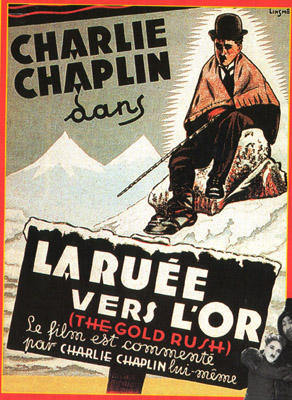 LINSME
CHARLIE
CHAPLIN
dans
LA RUÉE
VERS L'OR
(THE GOLD RUSH)
Le film est commenté
par CHARLIE CHAPLIN lui-même